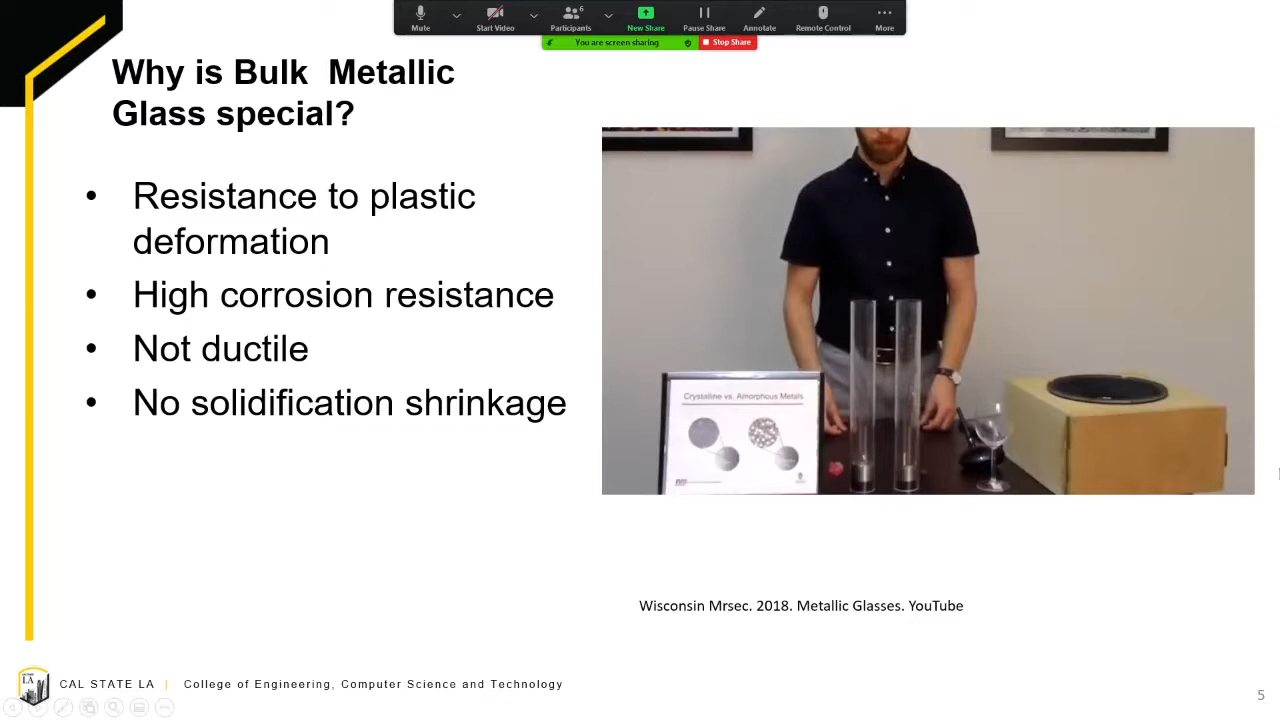 Mute
Start Video
6
Participants
New Share
Pause Share
Annotate
Remote Control
More
You are screen sharing
Stop Share
Why is Bulk  Metallic
Glass special?
• Resistance to plastic
deformation
• High corrosion resistance
• Not ductile
• No solidification shrinkage
Crystalline vs. Amorphous Metals
Wisconsin Mrsec. 2018. Metallic Glasses. YouTube
LA
CAL STATE LA | College of Engineering, Computer Science and Technology
5